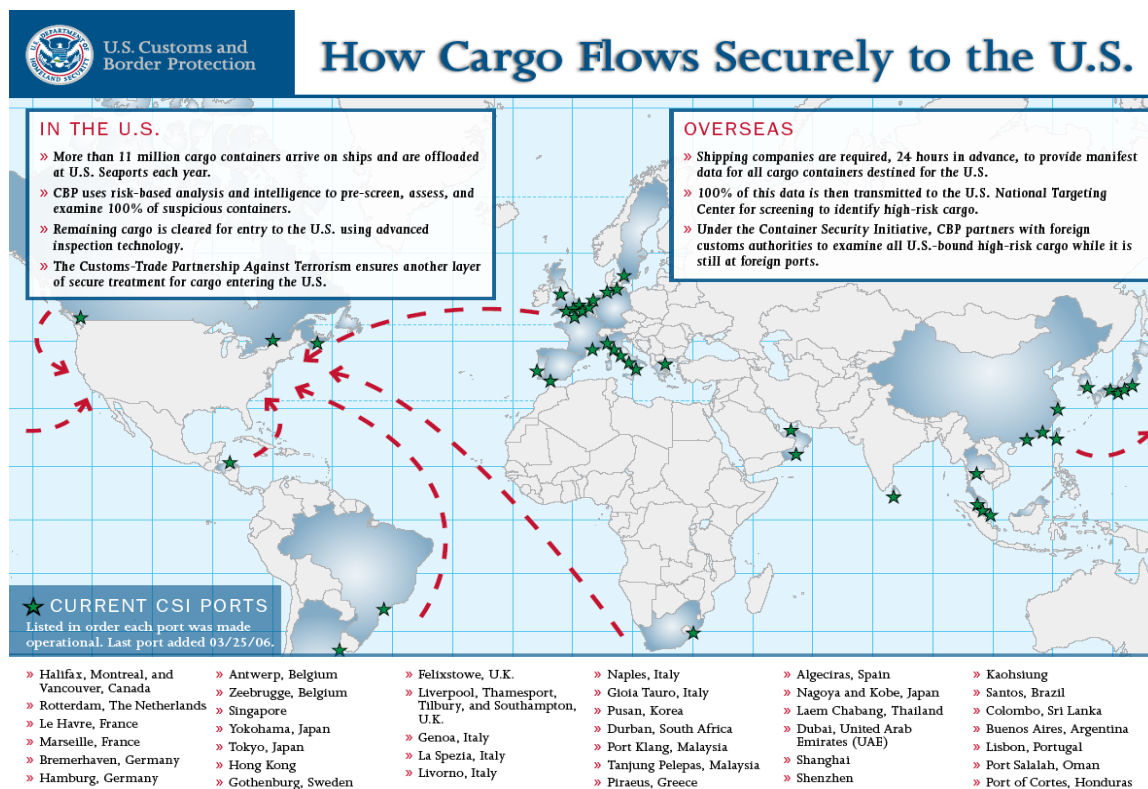 U.S. DEPARTMENT OF
HOMELAND SECURITY
U.S. Customs and
Border Protection
How Cargo Flows Securely to the U.S.
IN THE U.S.
» More than 11 million cargo containers arrive on ships and are offloaded
at U.S. Seaports each year.
» CBP uses risk-based analysis and intelligence to pre-screen, assess, and
examine 100% of suspicious containers.
» Remaining cargo is cleared for entry to the U.S. using advanced
inspection technology.
» The Customs-Trade Partnership Against Terrorism ensures another layer
of secure treatment for cargo entering the U.S.
OVERSEAS
» Shipping companies are required, 24 hours in advance, to provide manifest
data for all cargo containers destined for the U.S.
» 100% of this data is then transmitted to the U.S. National Targeting
Center for screening to identify high-risk cargo.
» Under the Container Security Initiative, CBP partners with foreign
customs authorities to examine all U.S.-bound high-risk cargo while it is
still at foreign ports.
CURRENT CSI PORTS
Listed in order each port was made
operational. Last port added 03/25/06.
» Halifax, Montreal, and
Vancouver, Canada
» Rotterdam, The Netherlands
» Le Havre, France
» Marseille, France
» Bremerhaven, Germany
» Hamburg, Germany
» Antwerp, Belgium
» Zeebrugge, Belgium
» Singapore
» Yokohama, Japan
» Tokyo, Japan
» Hong Kong
» Gothenburg, Sweden
» Felixstowe, U.K.
» Liverpool, Thamesport,
Tilbury, and Southampton,
U.K.
» Genoa, Italy
» La Spezia, Italy
» Livorno, Italy
» Naples, Italy
» Gioia Tauro, Italy
» Pusan, Korea
» Durban, South Africa
» Port Klang, Malaysia
» Tanjung Pelepas, Malaysia
» Piraeus, Greece
» Algeciras, Spain
» Nagoya and Kobe, Japan
» Laem Chabang, Thailand
» Dubai, United Arab
Emirates (UAE)
» Shanghai
» Shenzhen
» Kaohsiung
» Santos, Brazil
» Colombo, Sri Lanka
» Buenos Aires, Argentina
» Lisbon, Portugal
» Port Salalah, Oman
» Port of Cortes, Honduras